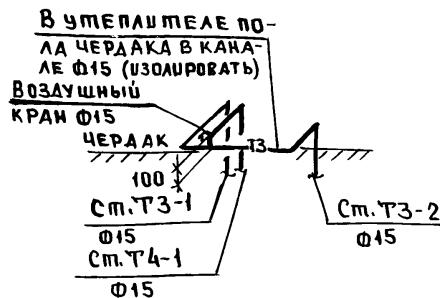 В УТЕПЛИТЕЛЕ ПО-
ЛА ЧЕРДАКА В КАНА-
ЛЕ Ф15 (ИЗОЛИРОВАТЬ)
ВОЗДУШНЫЙ
КРАН Ф15
ЧЕРДАК
Т3
100
Ст.Т3-1
Ф15
Ст.Т3-2
Ф15
Ст.Т4-1
Ф15